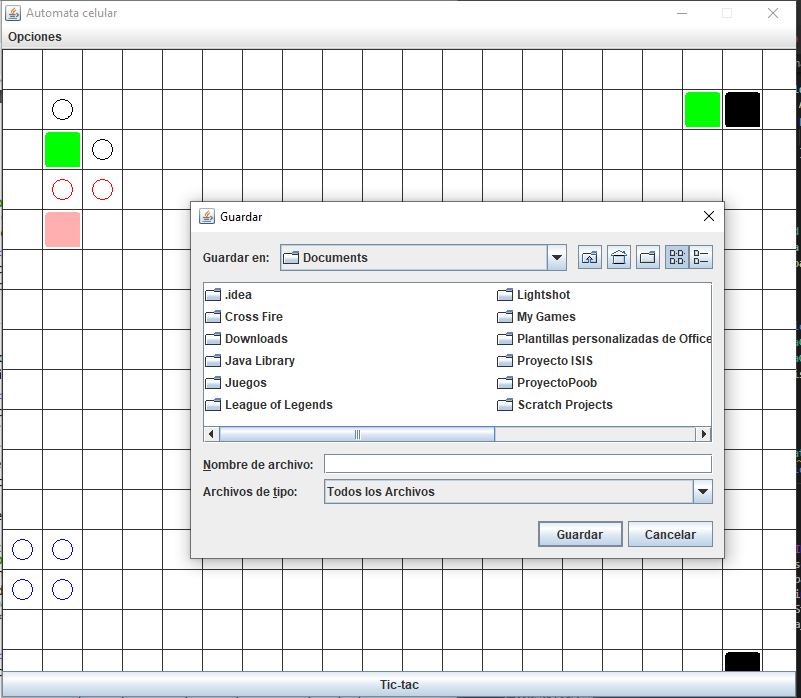 Automata celular
Opciones
Guardar
Guardar en: Documents
.idea
Cross Fire
Downloads
Java Library
Juegos
League of Legends
Lightshot
My Games
Plantillas personalizadas de Office
Proyecto ISIS
ProyectoPoob
Scratch Projects
Nombre de archivo:
Archivos de tipo: Todos los Archivos
Guardar Cancelar
Tic-tac